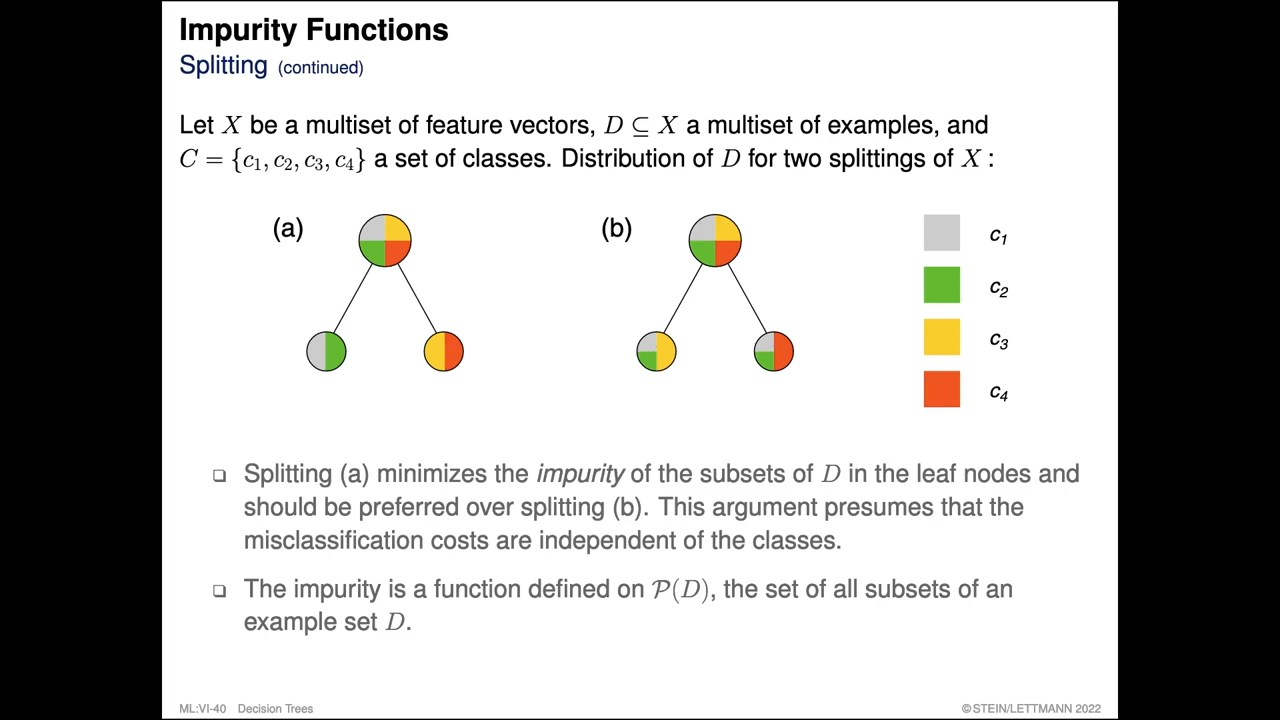 Impurity Functions
Splitting (continued)
Let X be a multiset of feature vectors, D ⊆ X a multiset of examples, and
C = {c₁, c₂, c₃, c₄} a set of classes. Distribution of D for two splittings of X :
(a)
(b)
c₁
c₂
c₃
c₄
❑ Splitting (a) minimizes the impurity of the subsets of D in the leaf nodes and
should be preferred over splitting (b). This argument presumes that the
misclassification costs are independent of the classes.
❑ The impurity is a function defined on 𝒫(D), the set of all subsets of an
example set D.
ML:VI-40 Decision Trees
©STEIN/LETTMANN 2022